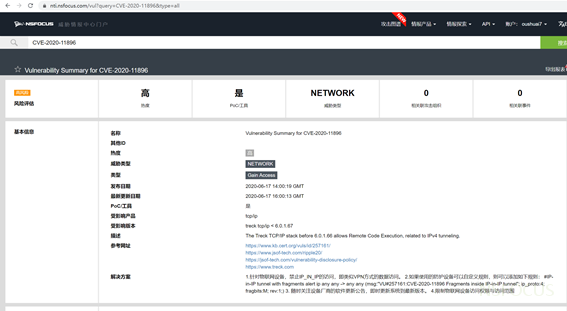 nti.nsfocus.com/vul?query=CVE-2020-11896&type=all
NSFOCUS 威胁情报中心门户
NEW
攻击图谱 情报产品 情报探索 API 账户: oushuai7
CVE-2020-11896
Vulnerability Summary for CVE-2020-11896
导出报表
风险评估
高
热度
是
PoC/工具
NETWORK
威胁类型
0
相关联攻击组织
0
相关联事件
基本信息
名称 Vulnerability Summary for CVE-2020-11896
其他ID
热度 高
威胁类型 NETWORK
类型 Gain Access
发布日期 2020-06-17 14:00:19 GMT
最新更新日期 2020-06-17 16:00:13 GMT
PoC/工具 是
受影响产品 tcp/ip
受影响版本 treck tcp/ip < 6.0.1.67
描述 The Treck TCP/IP stack before 6.0.1.66 allows Remote Code Execution, related to IPv4 tunneling.
参考网址 https://www.kb.cert.org/vuls/id/257161/
https://www.jsof-tech.com/ripple20/
https://www.jsof-tech.com/vulnerability-disclosure-policy/
https://www.treck.com
解决方案 1.针对物联网设备、禁止IP_IN_IP的访问、即类似VPN方式的数据访问。 2.如果使用的防护设备可以自定义规则、则可以添加如下规则: #IP-
in-IP tunnel with fragments alert ip any any -> any any (msg:"VU#257161:CVE-2020-11896 Fragments inside IP-in-IP tunnel"; ip_proto:4;
fragbits:M; rev:1;) 3. 随时关注设备厂商的软件更新公告、即时更新系统到最新版本。 4.限制物联网设备访问权限与访问范围